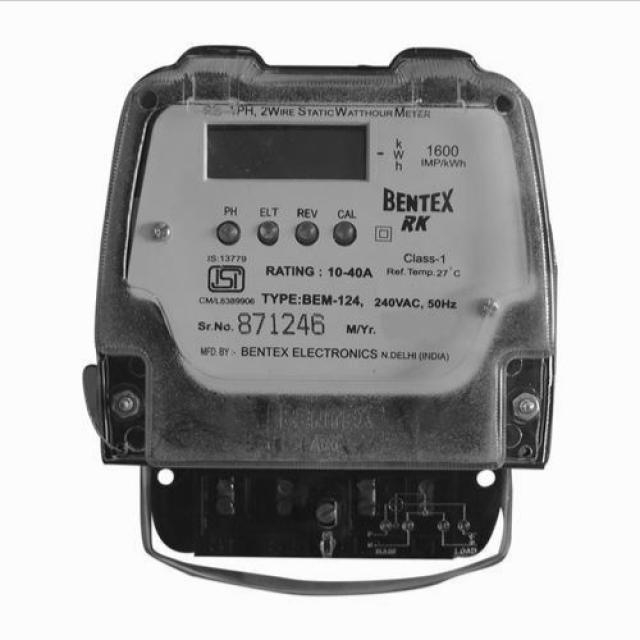 1PH, 2WIRE STATIC WATTHOUR METER
- kWh
1600
IMP/kWh
BENTEX
RK
PH ELT REV CAL
IS:13779
ISI
CM/L8389906
RATING : 10-40A
Class-1
Ref.Temp.27°C
TYPE:BEM-124, 240VAC, 50Hz
Sr.No. 871246 M/Yr.
MFD.BY :- BENTEX ELECTRONICS N.DELHI (INDIA)
LOAD